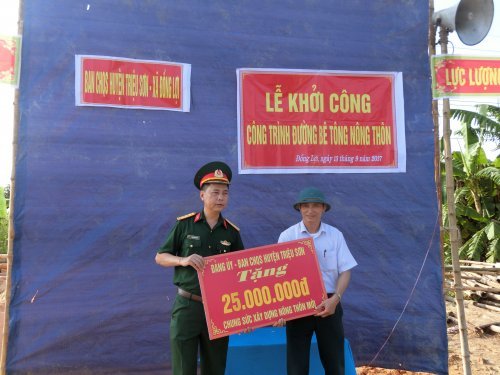 BAN CHQS HUYỆN TRIỆU SƠN - XÃ ĐỒNG LỢI
LỄ KHỞI CÔNG
CÔNG TRÌNH ĐƯỜNG BÊ TÔNG NÔNG THÔN
Đồng Lợi, ngày 15 tháng 9 năm 2017
LỰC LƯỢNG
ĐẢNG ỦY - BAN CHQS HUYỆN TRIỆU SƠN
Tặng
25.000.000đ
CHUNG SỨC XÂY DỰNG NÔNG THÔN MỚI